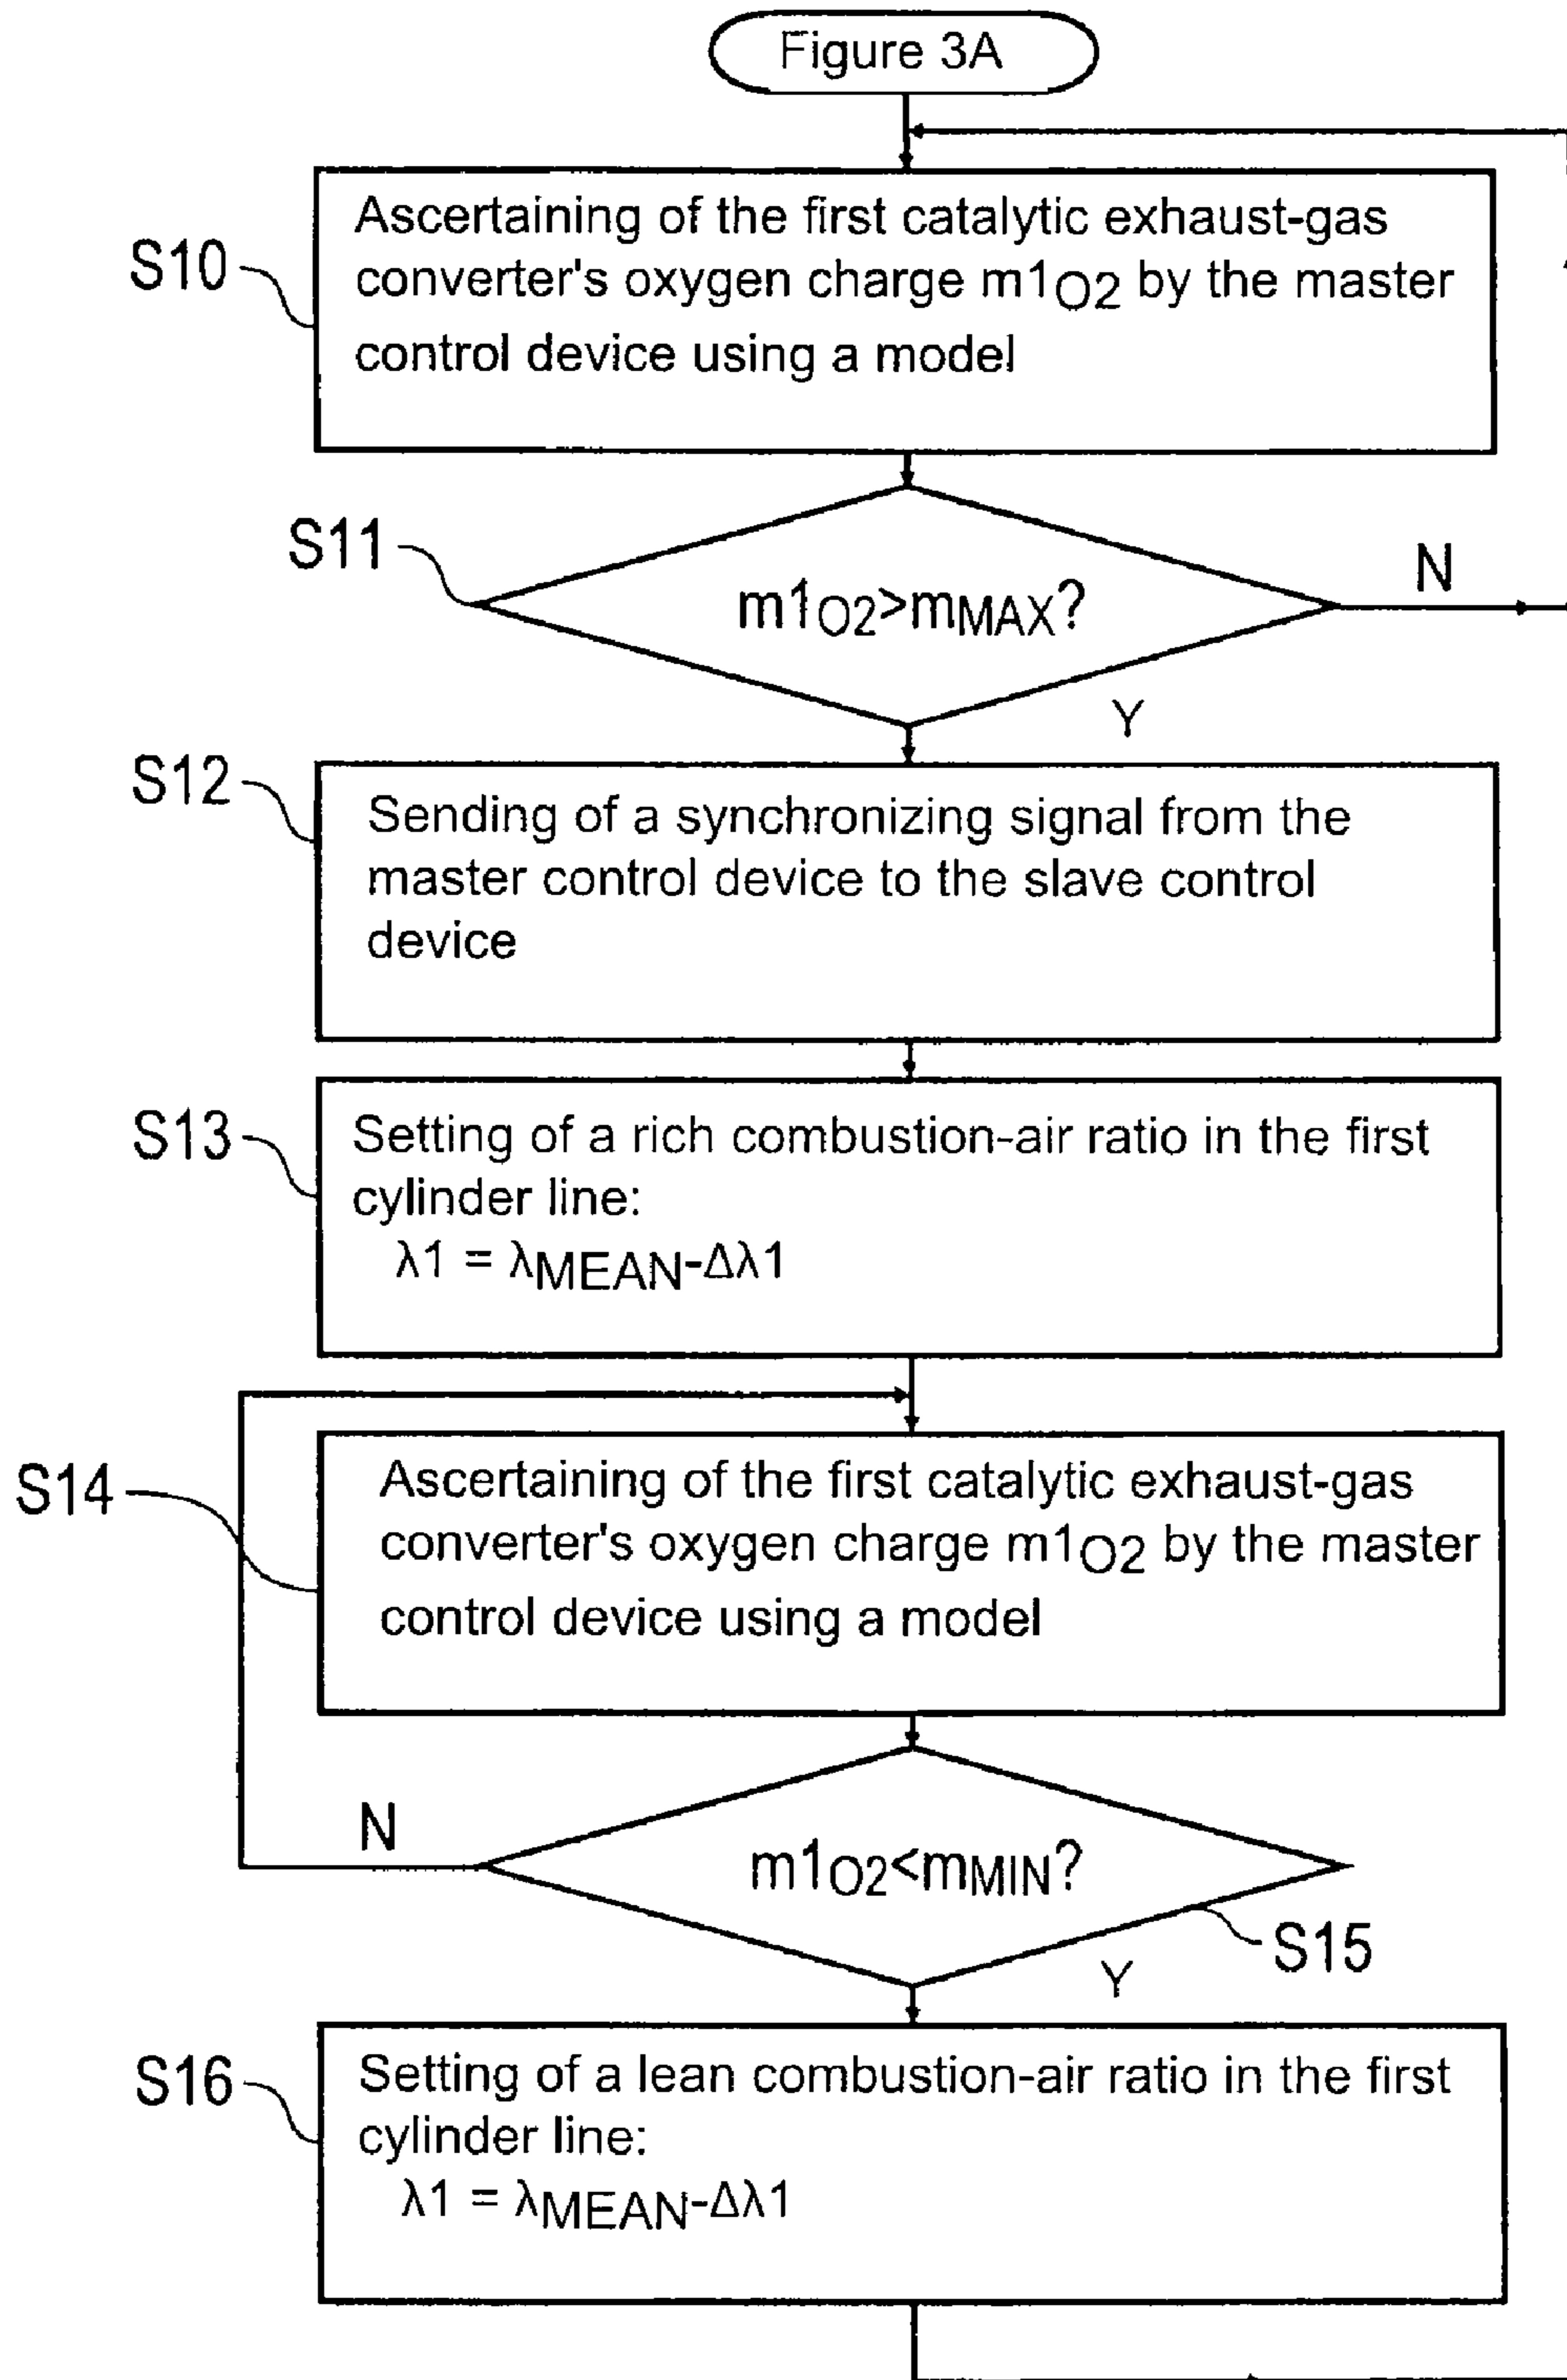 Figure 3A
S10
Ascertaining of the first catalytic exhaust-gas
converter's oxygen charge m1O2 by the master
control device using a model
S11
m1O2>mMAX?
N
Y
S12
Sending of a synchronizing signal from the
master control device to the slave control
device
S13
Setting of a rich combustion-air ratio in the first
cylinder line:
λ1 = λMEAN-Δλ1
S14
Ascertaining of the first catalytic exhaust-gas
converter's oxygen charge m1O2 by the master
control device using a model
N
m1O2<mMIN?
S15
Y
S16
Setting of a lean combustion-air ratio in the first
cylinder line:
λ1 = λMEAN-Δλ1